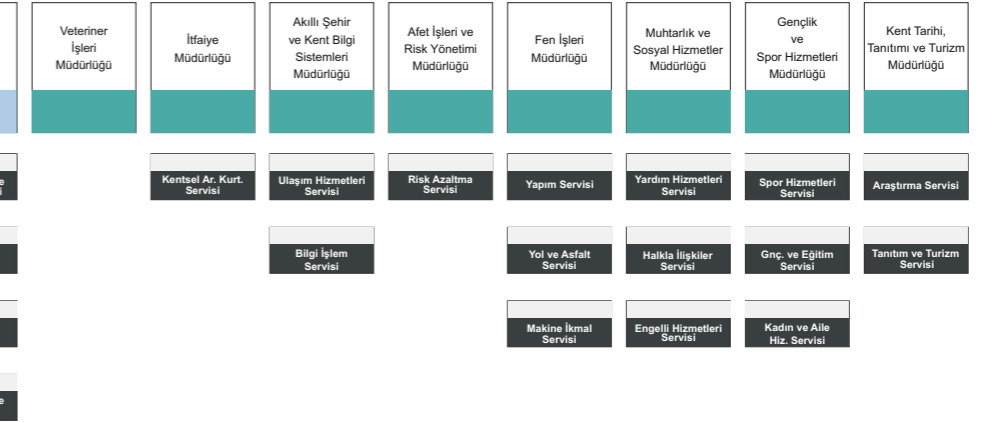 Veteriner
İşleri
Müdürlüğü
İtfaiye
Müdürlüğü
Akıllı Şehir
ve Kent Bilgi
Sistemleri
Müdürlüğü
Afet İşleri ve
Risk Yönetimi
Müdürlüğü
Fen İşleri
Müdürlüğü
Muhtarlık ve
Sosyal Hizmetler
Müdürlüğü
Gençlik
ve
Spor Hizmetleri
Müdürlüğü
Kent Tarihi,
Tanıtımı ve Turizm
Müdürlüğü
Kentsel Ar. Kurt.
Servisi
Ulaşım Hizmetleri
Servisi
Risk Azaltma
Servisi
Yapım Servisi
Yardım Hizmetleri
Servisi
Spor Hizmetleri
Servisi
Araştırma Servisi
Bilgi İşlem
Servisi
Yol ve Asfalt
Servisi
Halkla İlişkiler
Servisi
Gnç. ve Eğitim
Servisi
Tanıtım ve Turizm
Servisi
Makine İkmal
Servisi
Engelli Hizmetleri
Servisi
Kadın ve Aile
Hiz. Servisi